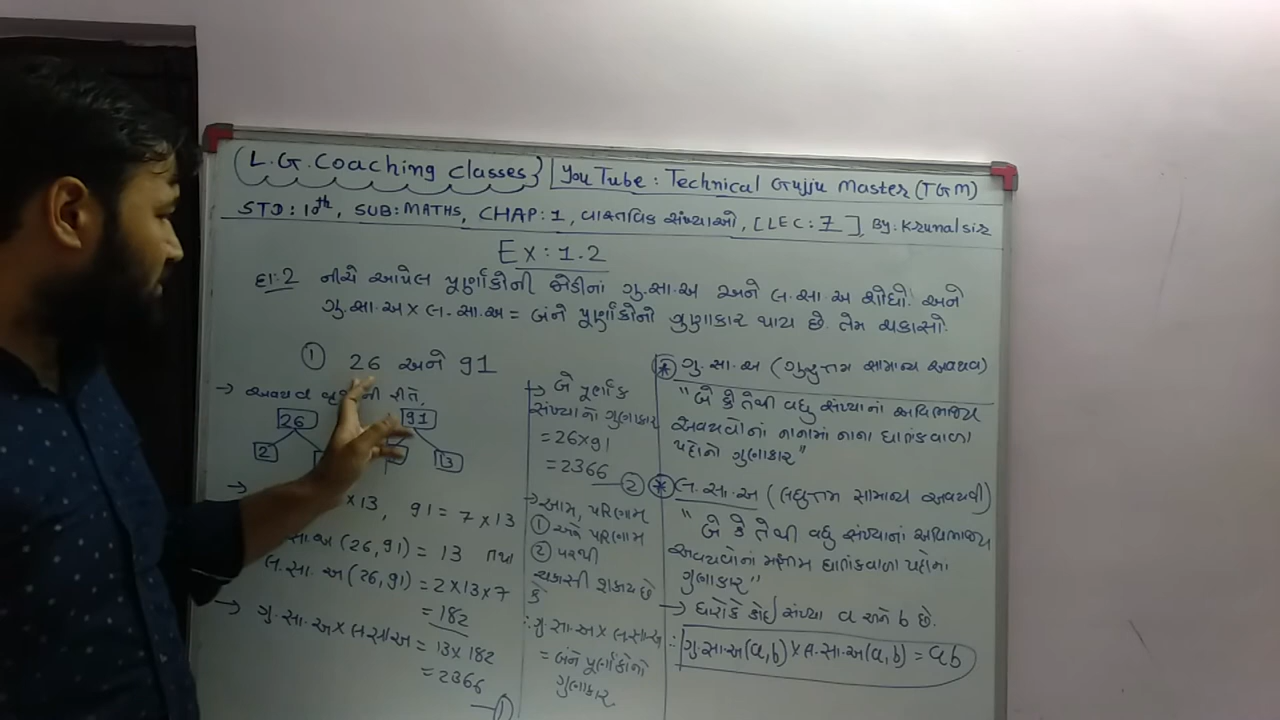 L.G. Coaching Classes | YouTube : Technical Gujju Master (TGM)
STD : 10th, SUB : MATHS, CHAP : 1, વાસ્તવિક સંખ્યાઓ, [LEC : 7], By : Krunal sir
Ex : 1.2
દા:2 નીચે આપેલ પૂર્ણાંકોની જોડીનાં ગુ.સા.અ અને લ.સા.અ શોધો. અને
ગુ.સા.અ × લ.સા.અ = બંને પૂર્ણાંકોનો ગુણાકાર થાય છે. તેમ ચકાસો.
① 26 અને 91
→ અવયવ રીતે,
26 91
2 13
→ ×13, 91 = 7 × 13
સા.અ (26, 91) = 13 તથા
લ.સા.અ (26, 91) = 2 × 13 × 7
= 182
→ ગુ.સા.અ × લ.સા.અ = 13 × 182
= 2366
— ①
→ બે પૂર્ણાંક
સંખ્યાનો ગુણાકાર
= 26 × 91
= 2366
— ②
→ આમ, પરિણામ
① અને પરિણામ
② પરથી
ચકાસી શકાય છે
કે
∴ ગુ.સા.અ × લ.સા.અ
= બંને પૂર્ણાંકોનો
ગુણાકાર
* ગુ.સા.અ (ગુરુત્તમ સામાન્ય અવયવ)
"બે કે તેથી વધુ સંખ્યાનાં અવિભાજ્ય
અવયવોનાં નાનામાં નાના ઘાતાંકવાળા
પદોનો ગુણાકાર"
* લ.સા.અ (લઘુત્તમ સામાન્ય અવયવી)
"બે કે તેથી વધુ સંખ્યાનાં અવિભાજ્ય
અવયવોનાં મહત્તમ ઘાતાંકવાળા પદોના
ગુણાકાર"
→ ધારોકે કોઈ સંખ્યા a અને b છે.
∴ ગુ.સા.અ(a, b) × લ.સા.અ(a, b) = ab